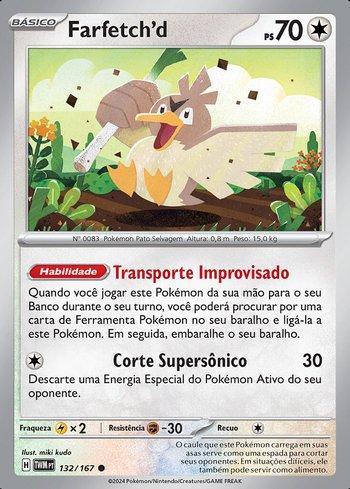 BÁSICO Farfetch'd PS 70
Nº 0083 Pokémon Pato Selvagem Altura: 0,8 m Peso: 15,0 kg
Habilidade Transporte Improvisado
Quando você jogar este Pokémon da sua mão para o seu
Banco durante o seu turno, você poderá procurar por uma
carta de Ferramenta Pokémon no seu baralho e ligá-la a
este Pokémon. Em seguida, embaralhe o seu baralho.
Corte Supersônico 30
Descarte uma Energia Especial do Pokémon Ativo do seu
oponente.
Fraqueza × 2 Resistência -30 Recuo
Ilust. miki kudo
H TWM PT 132/167
O caule que este Pokémon carrega em suas
asas serve como uma espada para cortar
seus oponentes. Em situações difíceis, ele
também pode servir como alimento.
©2024 Pokémon/Nintendo/Creatures/GAME FREAK